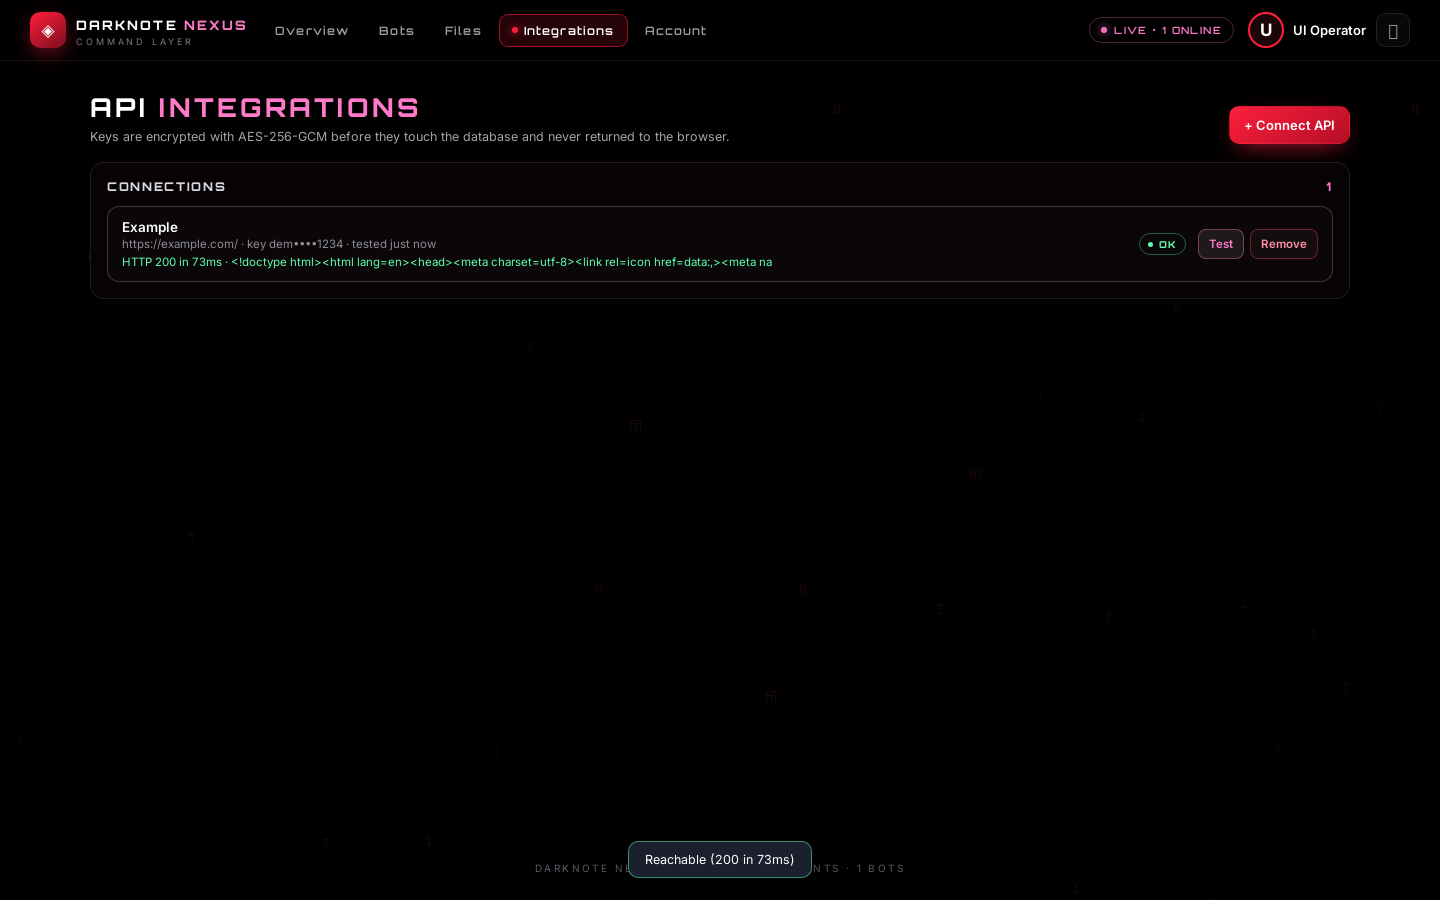 ◈ DARKNOTE NEXUS
COMMAND LAYER
Overview Bots Files Integrations Account
LIVE · 1 ONLINE
U UI Operator
API INTEGRATIONS
Keys are encrypted with AES-256-GCM before they touch the database and never returned to the browser.
+ Connect API
CONNECTIONS 1
Example
https://example.com/ · key dem••••1234 · tested just now
HTTP 200 in 73ms · <!doctype html><html lang=en><head><meta charset=utf-8><link rel=icon href=data:,><meta na
OK Test Remove
Reachable (200 in 73ms)
DARKNOTE NTS · 1 BOTS